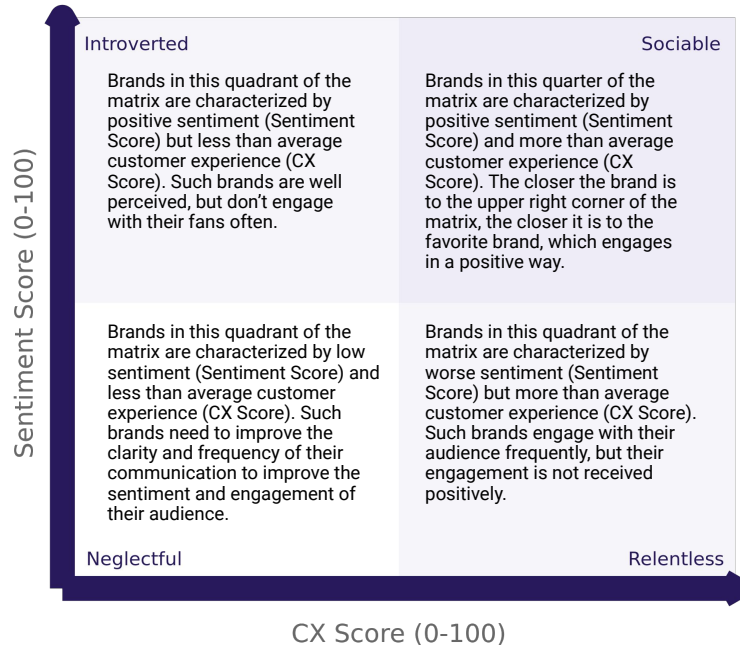 Introverted
Brands in this quadrant of the
matrix are characterized by
positive sentiment (Sentiment
Score) but less than average
customer experience (CX
Score). Such brands are well
perceived, but don’t engage
with their fans often.
Sociable
Brands in this quarter of the
matrix are characterized by
positive sentiment (Sentiment
Score) and more than average
customer experience (CX
Score). The closer the brand is
to the upper right corner of the
matrix, the closer it is to the
favorite brand, which engages
in a positive way.
Sentiment Score (0-100)
Brands in this quadrant of the
matrix are characterized by low
sentiment (Sentiment Score) and
less than average customer
experience (CX Score). Such
brands need to improve the
clarity and frequency of their
communication to improve the
sentiment and engagement of
their audience.
Neglectful
Brands in this quadrant of the
matrix are characterized by
worse sentiment (Sentiment
Score) but more than average
customer experience (CX Score).
Such brands engage with their
audience frequently, but their
engagement is not received
positively.
Relentless
CX Score (0-100)